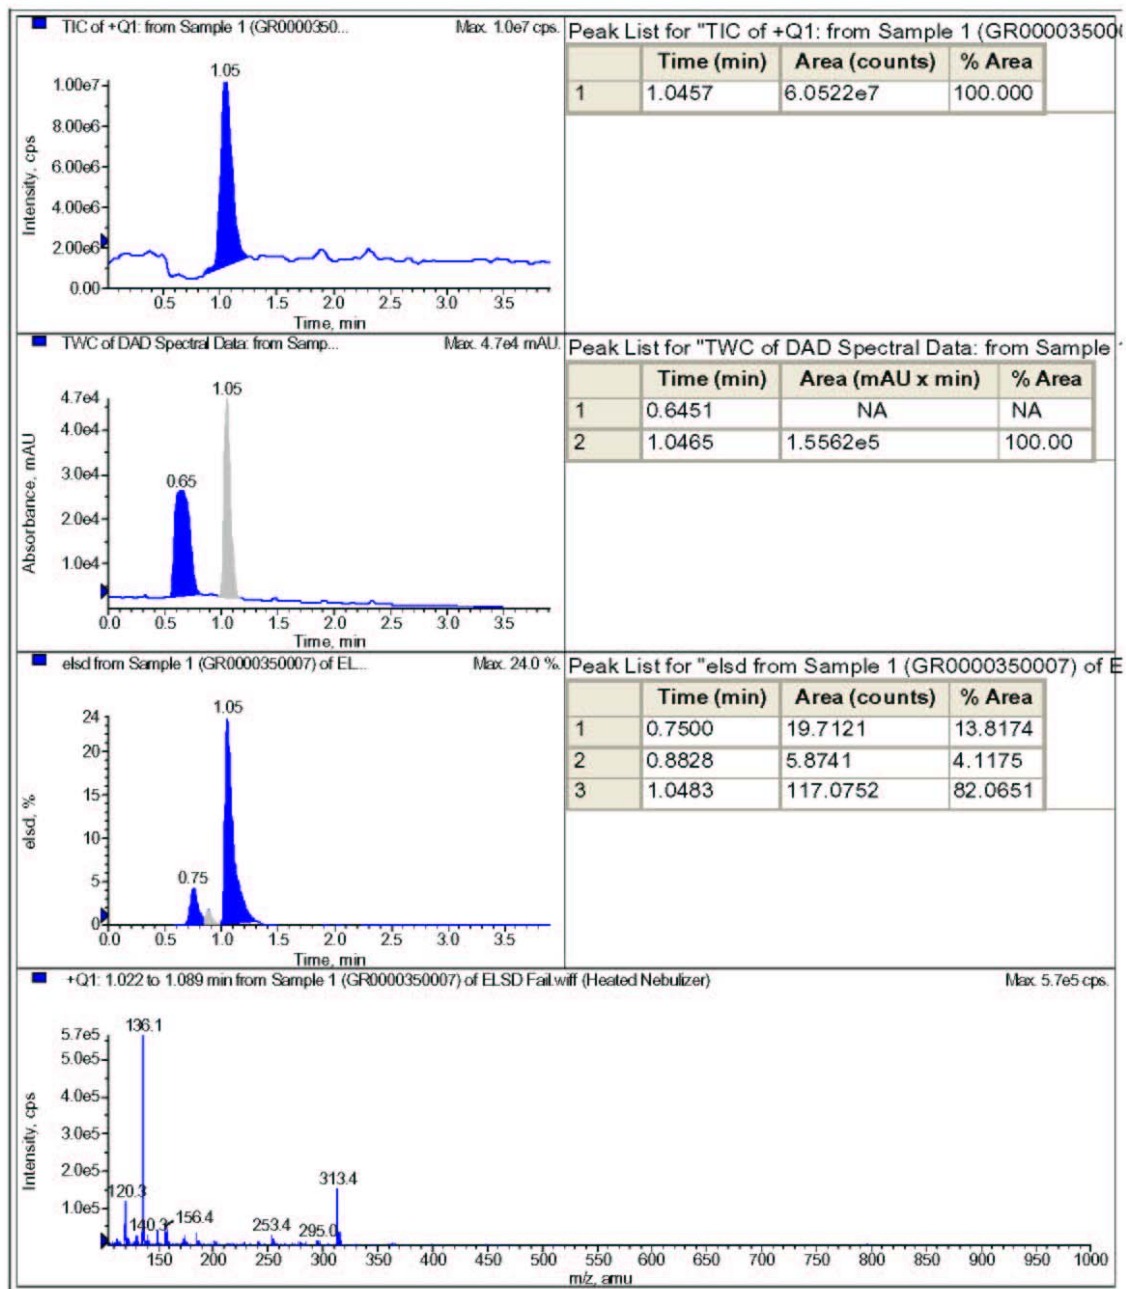 TIC of +Q1: from Sample 1 (GR0000350... Max. 1.0e7 cps.
1.05
1.00e7
8.00e6
6.00e6
4.00e6
2.00e6
0.00
Intensity, cps
0.5 1.0 1.5 2.0 2.5 3.0 3.5
Time, min
Peak List for "TIC of +Q1: from Sample 1 (GR00003500
Time (min) Area (counts) % Area
1 1.0457 6.0522e7 100.000
TWC of DAD Spectral Data: from Samp... Max. 4.7e4 mAU.
1.05
0.65
4.7e4
4.0e4
3.0e4
2.0e4
1.0e4
Absorbance, mAU
0.0 0.5 1.0 1.5 2.0 2.5 3.0 3.5
Time, min
Peak List for "TWC of DAD Spectral Data: from Sample
Time (min) Area (mAU x min) % Area
1 0.6451 NA NA
2 1.0465 1.5562e5 100.00
elsd from Sample 1 (GR0000350007) of EL... Max. 24.0 %.
1.05
0.75
24
20
15
10
5
0
elsd, %
0.0 0.5 1.0 1.5 2.0 2.5 3.0 3.5
Time, min
Peak List for "elsd from Sample 1 (GR0000350007) of E
Time (min) Area (counts) % Area
1 0.7500 19.7121 13.8174
2 0.8828 5.8741 4.1175
3 1.0483 117.0752 82.0651
+Q1: 1.022 to 1.089 min from Sample 1 (GR0000350007) of ELSD Fail.wiff (Heated Nebulizer) Max. 5.7e5 cps.
136.1
5.7e5
5.0e5
4.0e5
3.0e5
2.0e5
1.0e5
Intensity, cps
120.3
140.3
156.4
253.4
295.0
313.4
150 200 250 300 350 400 450 500 550 600 650 700 750 800 850 900 950 1000
m/z, amu